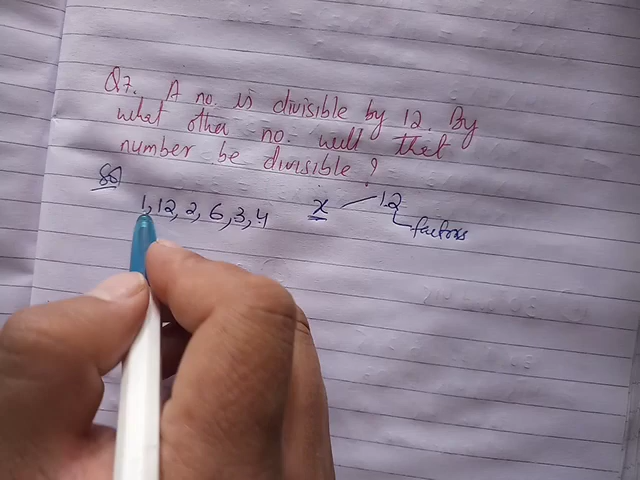 Q7. A no. is divisible by 12. By
what other no. will that
number be divisible?
Sol
1, 12, 2, 6, 3, 4 x 12
factors